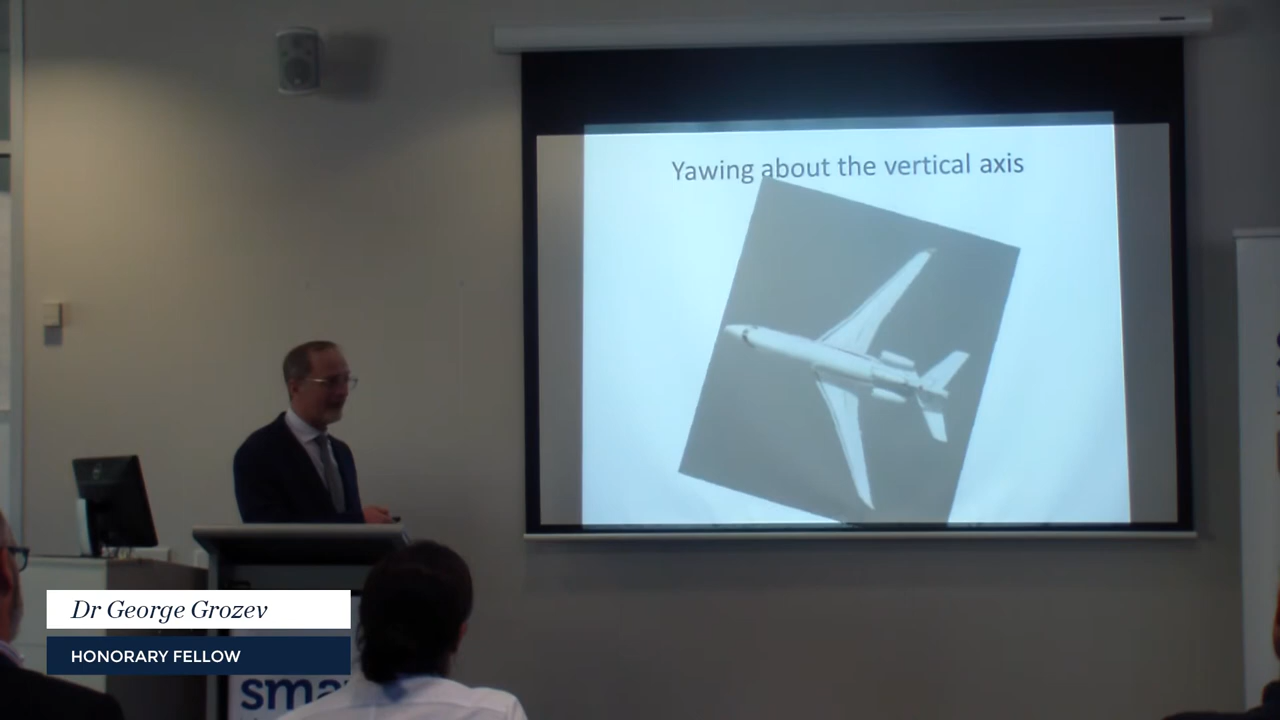 Yawing about the vertical axis
Dr George Grozev
HONORARY FELLOW